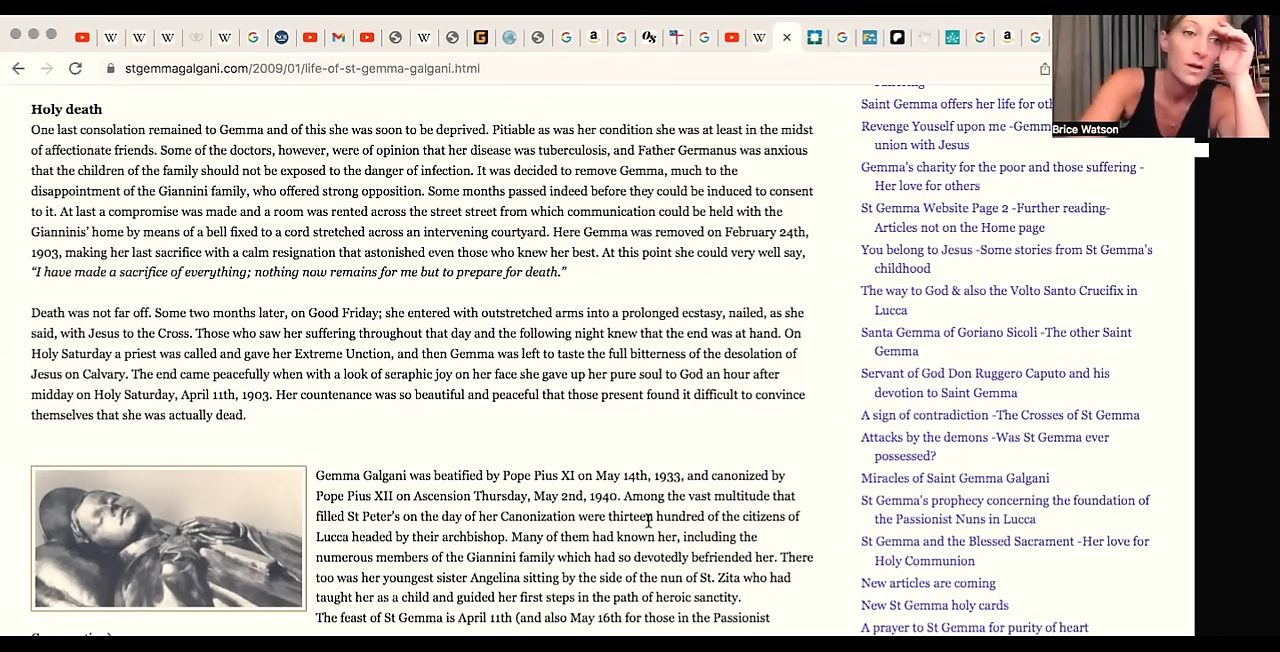 stgemmagalgani.com/2009/01/life-of-st-gemma-galgani.html
Brice Watson
Holy death
One last consolation remained to Gemma and of this she was soon to be deprived. Pitiable as was her condition she was at least in the midst
of affectionate friends. Some of the doctors, however, were of opinion that her disease was tuberculosis, and Father Germanus was anxious
that the children of the family should not be exposed to the danger of infection. It was decided to remove Gemma, much to the
disappointment of the Giannini family, who offered strong opposition. Some months passed indeed before they could be induced to consent
to it. At last a compromise was made and a room was rented across the street street from which communication could be held with the
Gianninis' home by means of a bell fixed to a cord stretched across an intervening courtyard. Here Gemma was removed on February 24th,
1903, making her last sacrifice with a calm resignation that astonished even those who knew her best. At this point she could very well say,
"I have made a sacrifice of everything; nothing now remains for me but to prepare for death."
Death was not far off. Some two months later, on Good Friday; she entered with outstretched arms into a prolonged ecstasy, nailed, as she
said, with Jesus to the Cross. Those who saw her suffering throughout that day and the following night knew that the end was at hand. On
Holy Saturday a priest was called and gave her Extreme Unction, and then Gemma was left to taste the full bitterness of the desolation of
Jesus on Calvary. The end came peacefully when with a look of seraphic joy on her face she gave up her pure soul to God an hour after
midday on Holy Saturday, April 11th, 1903. Her countenance was so beautiful and peaceful that those present found it difficult to convince
themselves that she was actually dead.
Gemma Galgani was beatified by Pope Pius XI on May 14th, 1933, and canonized by
Pope Pius XII on Ascension Thursday, May 2nd, 1940. Among the vast multitude that
filled St Peter's on the day of her Canonization were thirteen hundred of the citizens of
Lucca headed by their archbishop. Many of them had known her, including the
numerous members of the Giannini family which had so devotedly befriended her. There
too was her youngest sister Angelina sitting by the side of the nun of St. Zita who had
taught her as a child and guided her first steps in the path of heroic sanctity.
The feast of St Gemma is April 11th (and also May 16th for those in the Passionist
Saint Gemma offers her life for
Revenge Youself upon me -Gemm
union with Jesus
Gemma's charity for the poor and those suffering -
Her love for others
St Gemma Website Page 2 -Further reading-
Articles not on the Home page
You belong to Jesus -Some stories from St Gemma's
childhood
The way to God & also the Volto Santo Crucifix in
Lucca
Santa Gemma of Goriano Sicoli -The other Saint
Gemma
Servant of God Don Ruggero Caputo and his
devotion to Saint Gemma
A sign of contradiction -The Crosses of St Gemma
Attacks by the demons -Was St Gemma ever
possessed?
Miracles of Saint Gemma Galgani
St Gemma's prophecy concerning the foundation of
the Passionist Nuns in Lucca
St Gemma and the Blessed Sacrament -Her love for
Holy Communion
New articles are coming
New St Gemma holy cards
A prayer to St Gemma for purity of heart